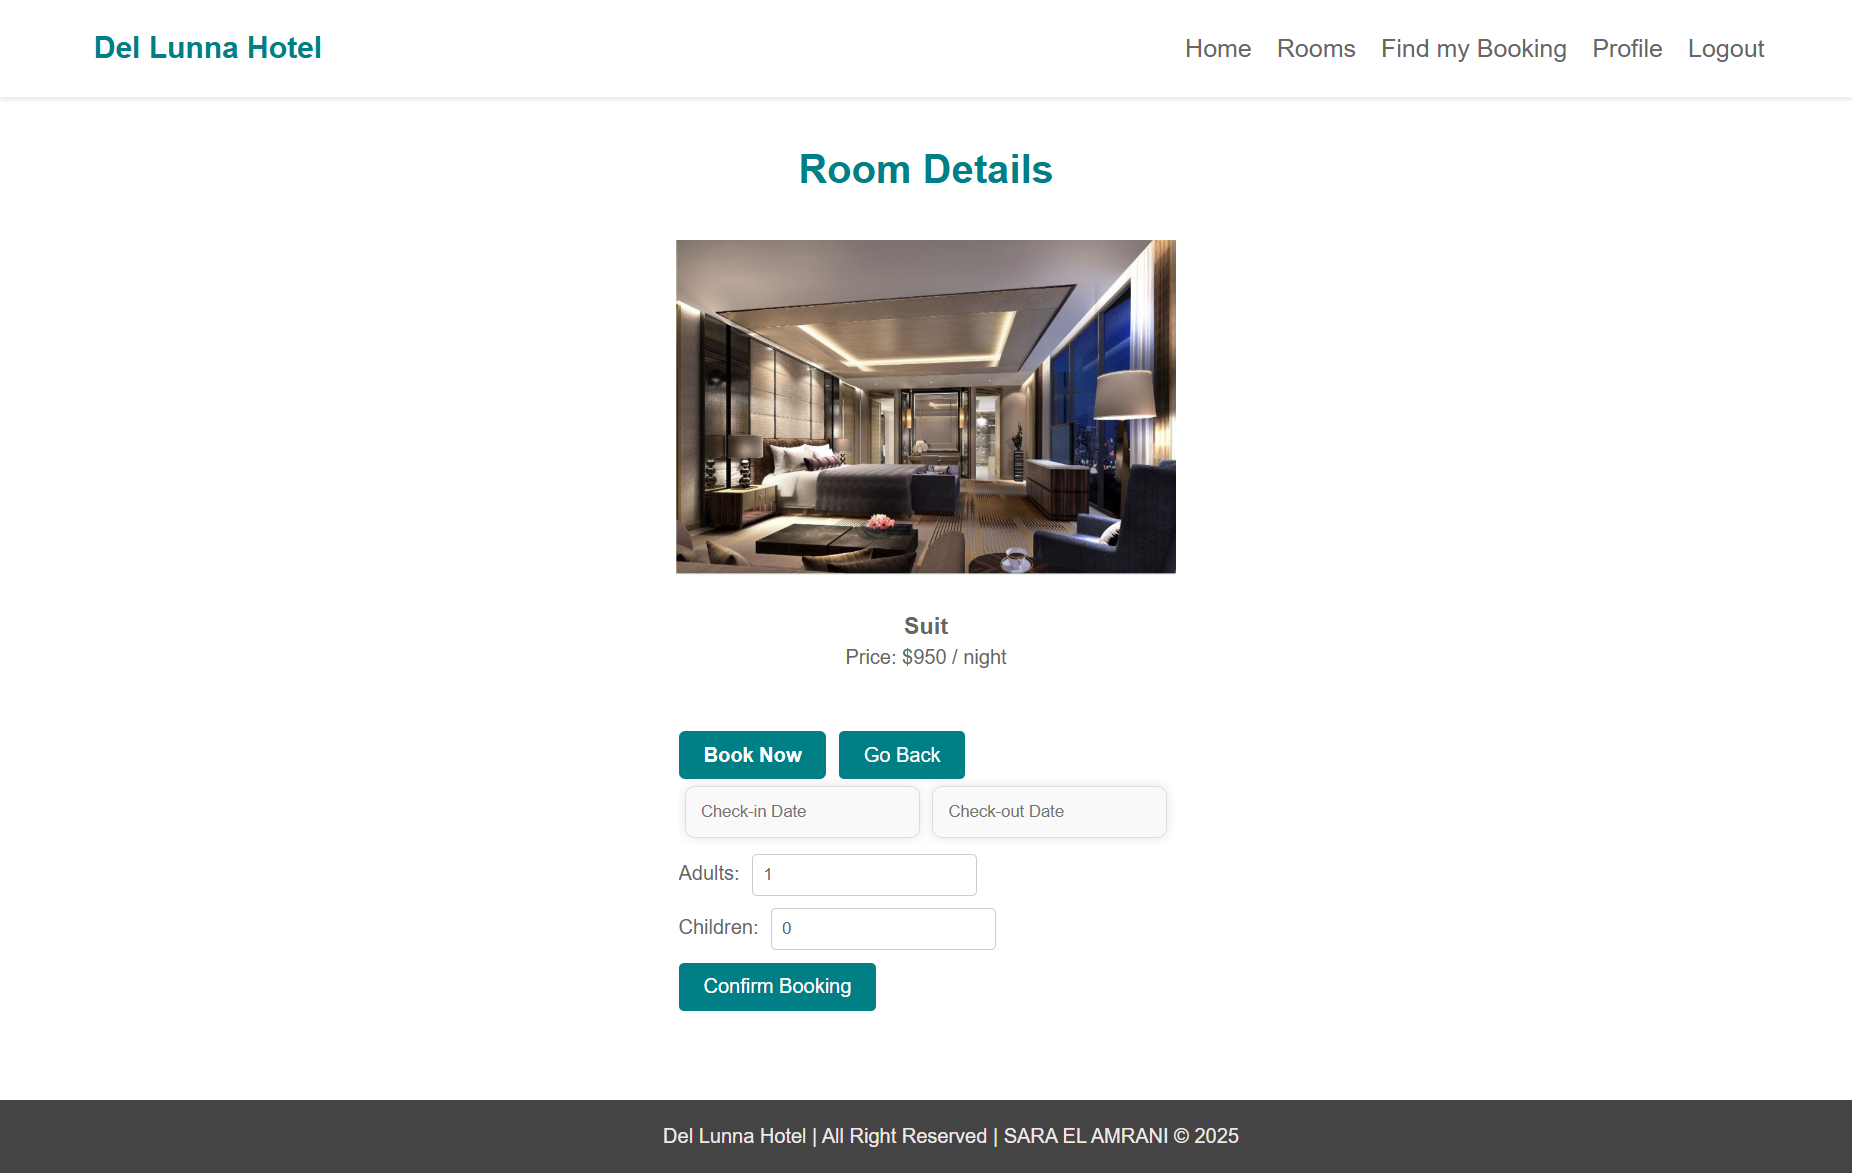 Del Lunna Hotel
Home Rooms Find my Booking Profile Logout
Room Details
Suit
Price: $950 / night
Book Now Go Back
Check-in Date Check-out Date
Adults: 1
Children: 0
Confirm Booking
Del Lunna Hotel | All Right Reserved | SARA EL AMRANI © 2025